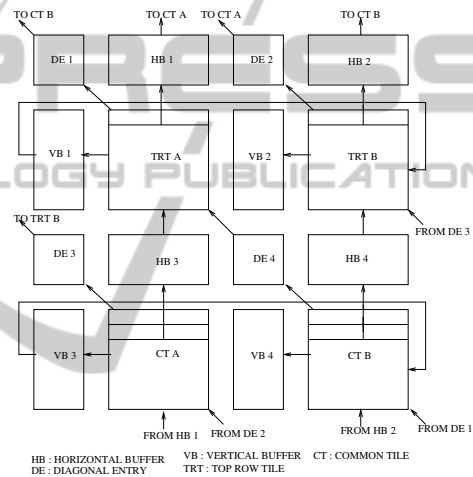 TO CT B TO CT A TO CT A TO CT B
DE 1 HB 1 DE 2 HB 2
VB 1 TRT A VB 2 TRT B
LOGY PUBLICATION
TO TRT B
FROM DE 3
DE 3 HB 3 DE 4 HB 4
VB 3 CT A VB 4 CT B
FROM HB 1 FROM DE 2 FROM HB 2 FROM DE 1
HB : HORIZONTAL BUFFER VB : VERTICAL BUFFER CT : COMMON TILE
DE : DIAGONAL ENTRY TRT : TOP ROW TILE
PRESS